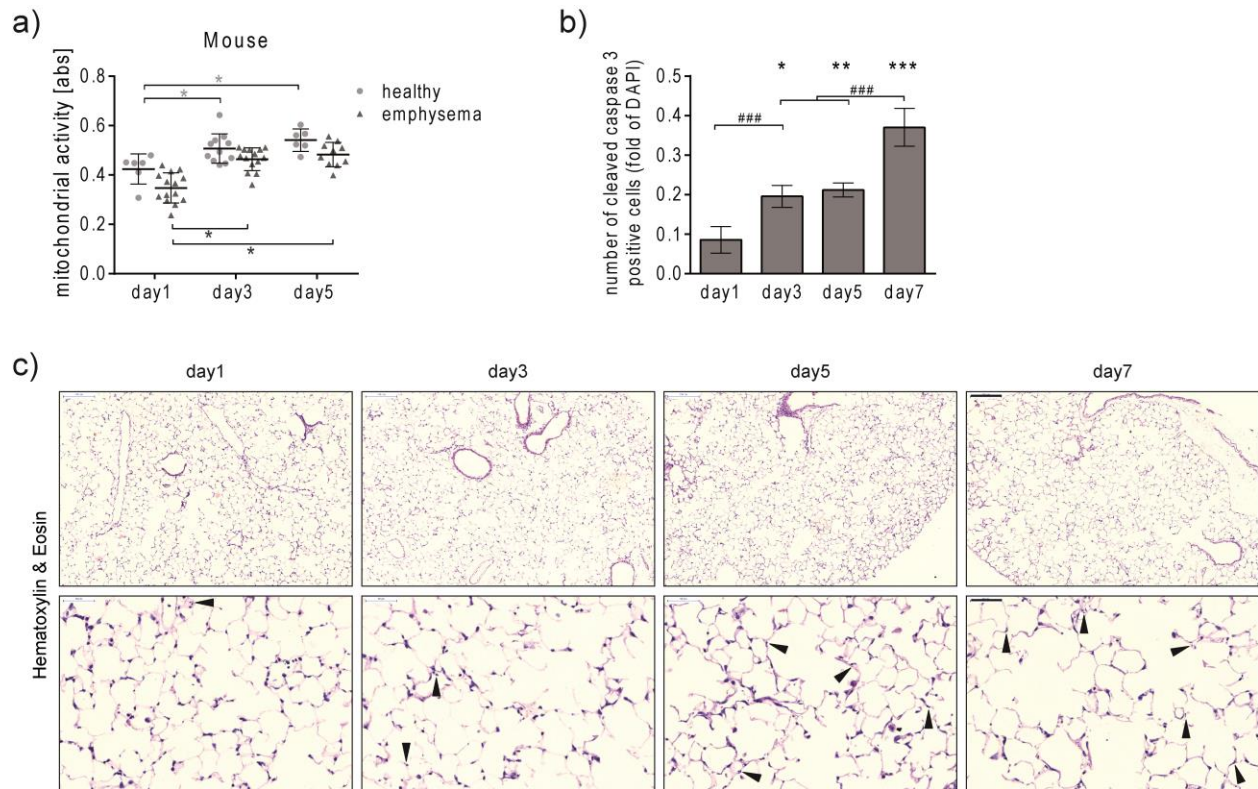 a)
Mouse
mitochondrial activity [abs]
0.8
0.6
0.4
0.2
0.0
*
*
*
*
healthy
emphysema
day1
day3
day5
b)
number of cleaved caspase 3
positive cells (fold of DAPI)
0.5
0.4
0.3
0.2
0.1
0.0
*
**
***
###
###
day1
day3
day5
day7
c)
day1
day3
day5
day7
Hematoxylin & Eosin